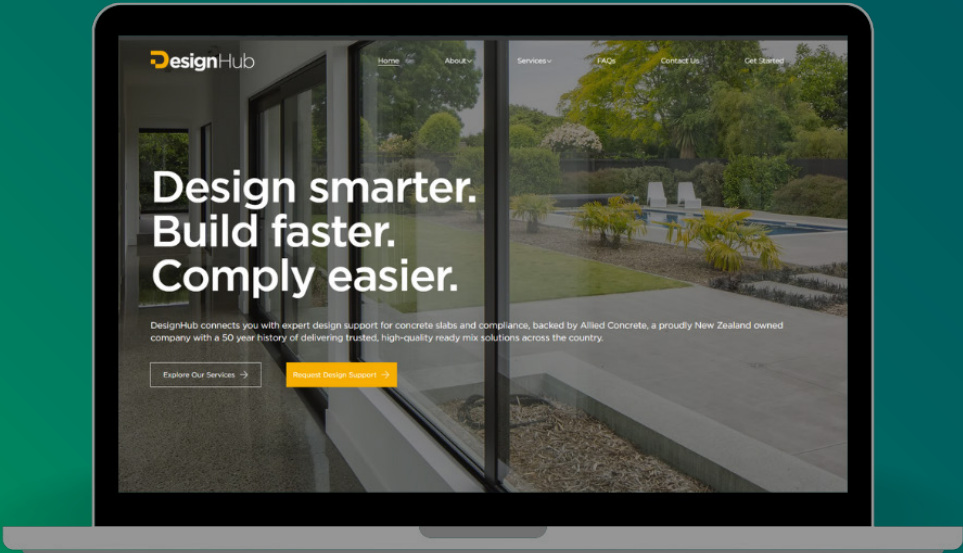 DesignHub
Home
About
Services
FAQs
Contact Us
Get Started
Design smarter.
Build faster.
Comply easier.
DesignHub connects you with expert design support for concrete slabs and compliance, backed by Allied Concrete, a proudly New Zealand owned
company with a 50 year history of delivering trusted, high-quality ready mix solutions across the country.
Explore Our Services
Request Design Support